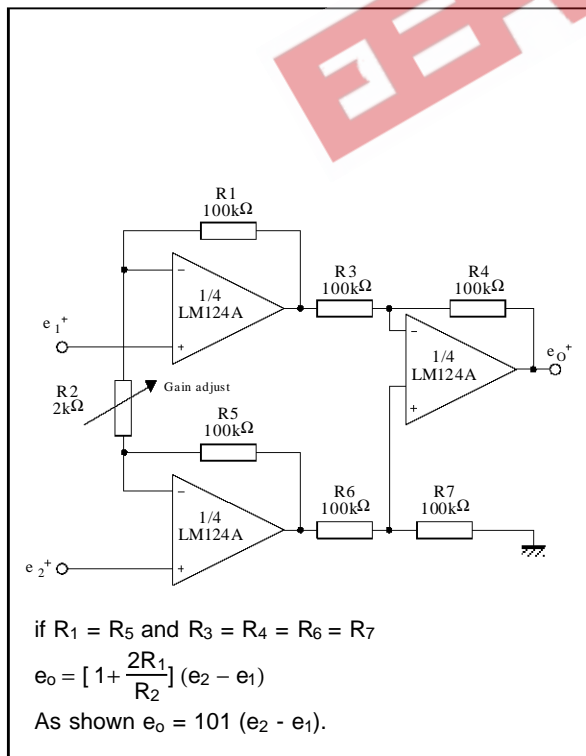 R1
100kΩ
1/4
LM124A
−
+
e1+
R3
100kΩ
R4
100kΩ
−
1/4
LM124A
+
eO+
R2
2kΩ
Gain adjust
R5
100kΩ
−
1/4
LM124A
+
e2+
R6
100kΩ
R7
100kΩ
if R1 = R5 and R3 = R4 = R6 = R7
eo = [ 1+ 2R1/R2 ] (e2 − e1)
As shown eo = 101 (e2 - e1).